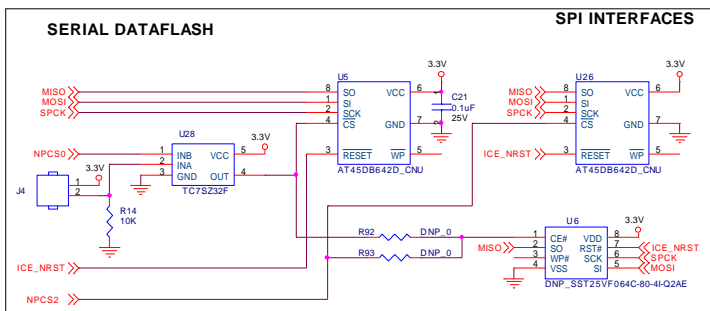 SERIAL DATAFLASH
SPI INTERFACES
3.3V
3.3V
U5
U26
MISO
MOSI
SPCK
8
1
2
4
SO
SI
SCK
CS
VCC
6
GND
7
C21
0.1uF
25V
1
2
MISO
MOSI
SPCK
8
1
2
4
SO
SI
SCK
CS
VCC
6
GND
7
3
RESET
WP
5
AT45DB642D_CNU
ICE_NRST
3
RESET
WP
5
AT45DB642D_CNU
NPCS0
U28
3.3V
1
2
3
INB
INA
GND
VCC
5
OUT
4
TC7SZ32F
3.3V
J4
1
2
R14
10K
R92
DNP_0
R93
DNP_0
U6
3.3V
MISO
1
2
3
4
CE#
SO
WP#
VSS
VDD
RST#
SCK
SI
8
7
6
5
ICE_NRST
SPCK
MOSI
DNP_SST25VF064C-80-4I-Q2AE
ICE_NRST
NPCS2